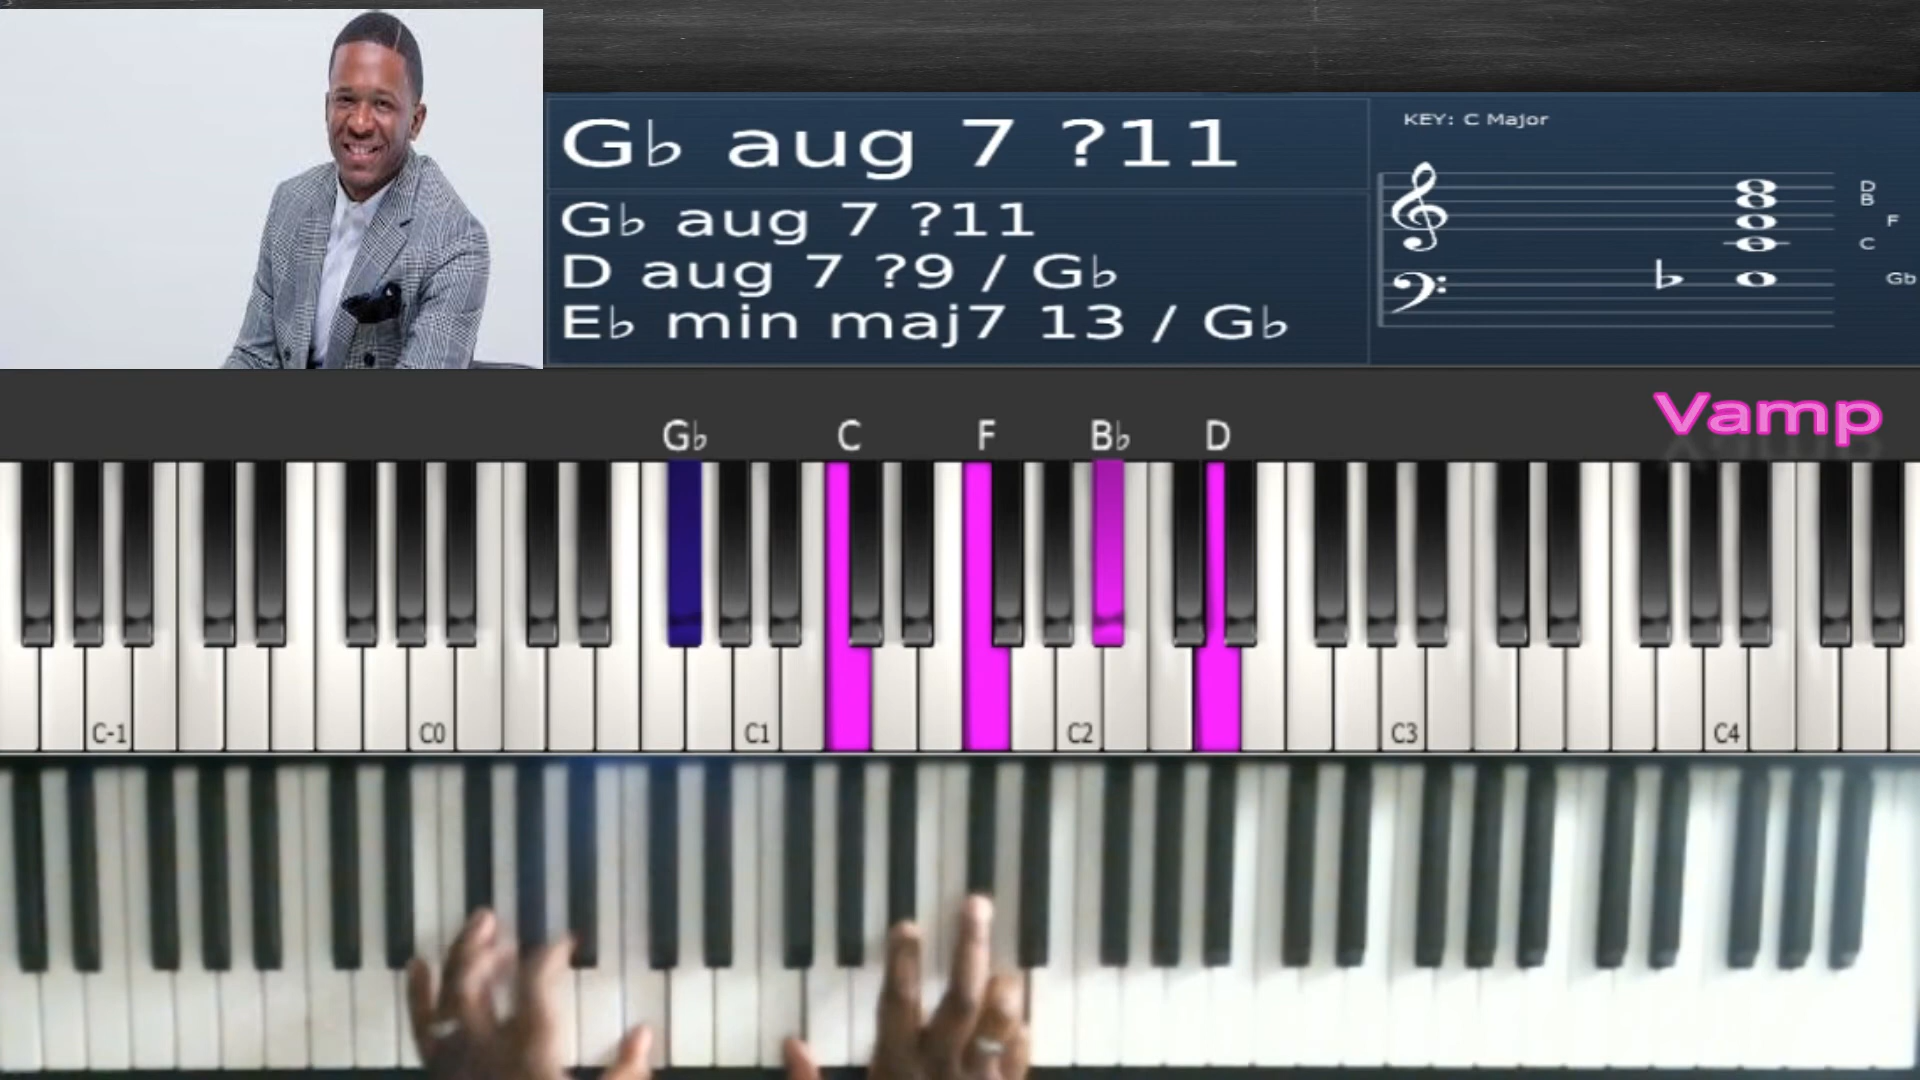 G♭ aug 7 ?11
KEY: C Major
G♭ aug 7 ?11
D aug 7 ?9 / G♭
E♭ min maj7 13 / G♭
D
B
F
C
Gb
Vamp
G♭ C F B♭ D
C-1 C0 C1 C2 C3 C4